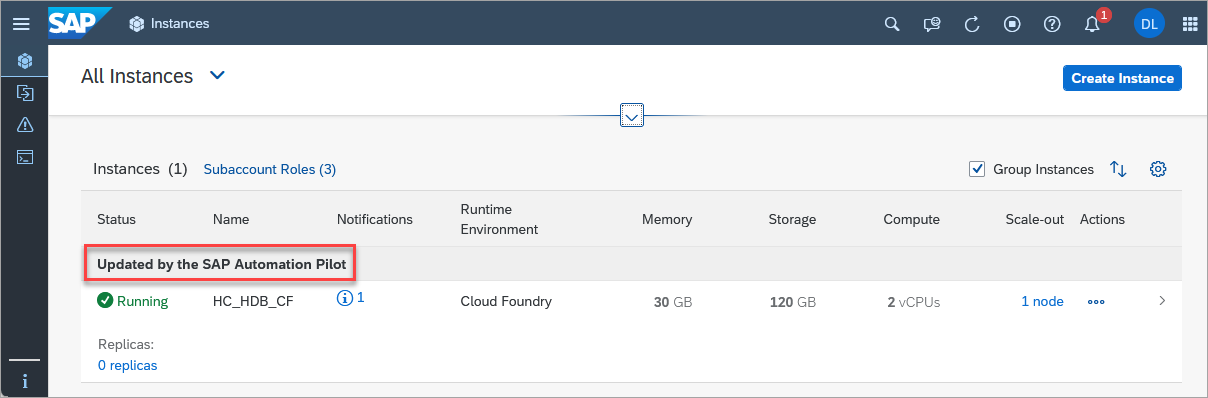 SAP Instances 1 DL
All Instances
Create Instance
Instances (1) Subaccount Roles (3) Group Instances
Status Name Notifications Runtime Environment Memory Storage Compute Scale-out Actions
Updated by the SAP Automation Pilot
Running HC_HDB_CF 1 Cloud Foundry 30 GB 120 GB 2 vCPUs 1 node
Replicas:
0 replicas